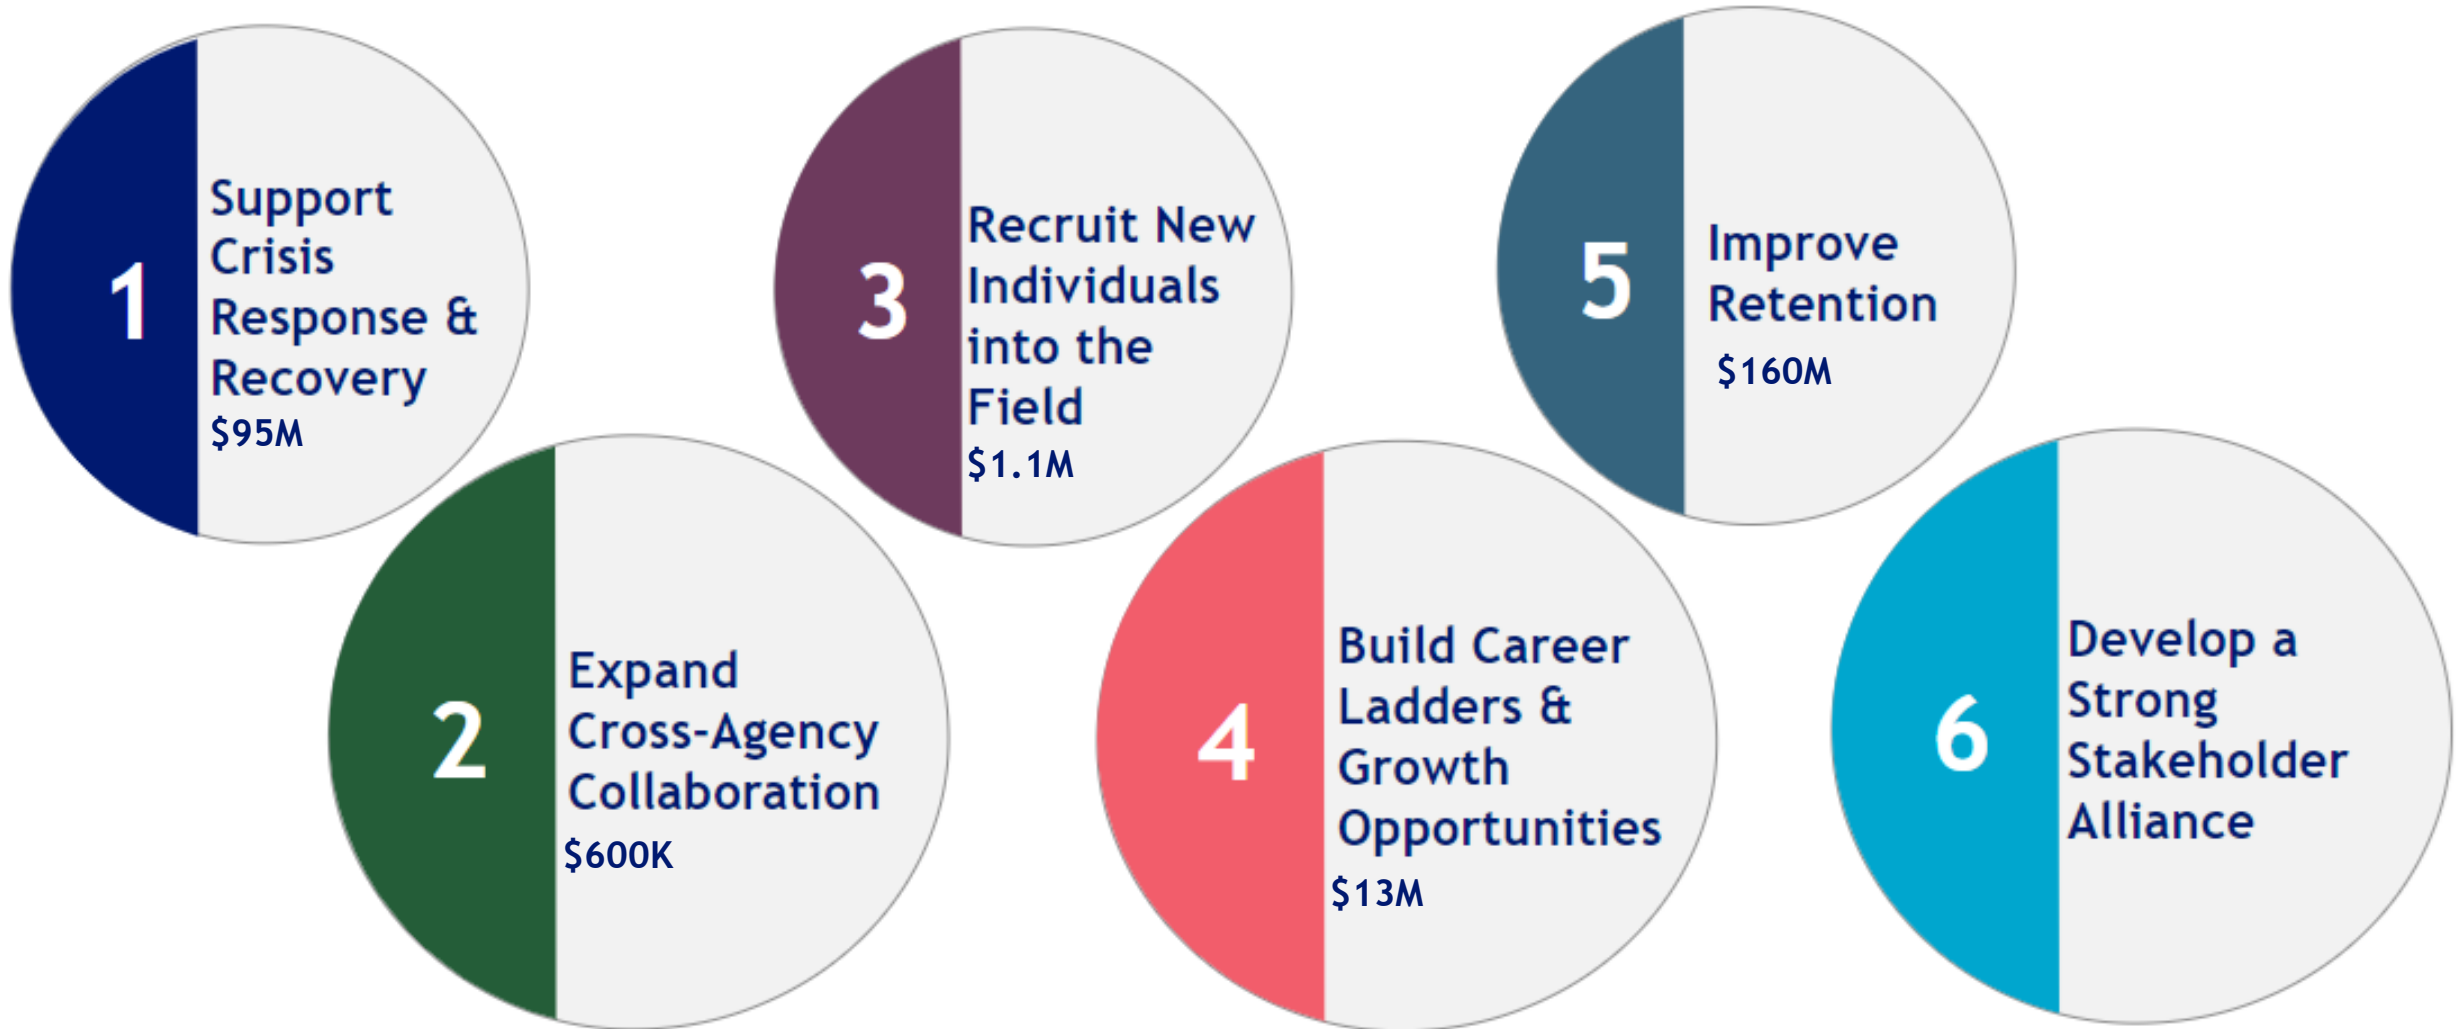 1
Support
Crisis
Response &
Recovery
$95M
2
Expand
Cross-Agency
Collaboration
$600K
3
Recruit New
Individuals
into the
Field
$1.1M
4
Build Career
Ladders &
Growth
Opportunities
$13M
5
Improve
Retention
$160M
6
Develop a
Strong
Stakeholder
Alliance